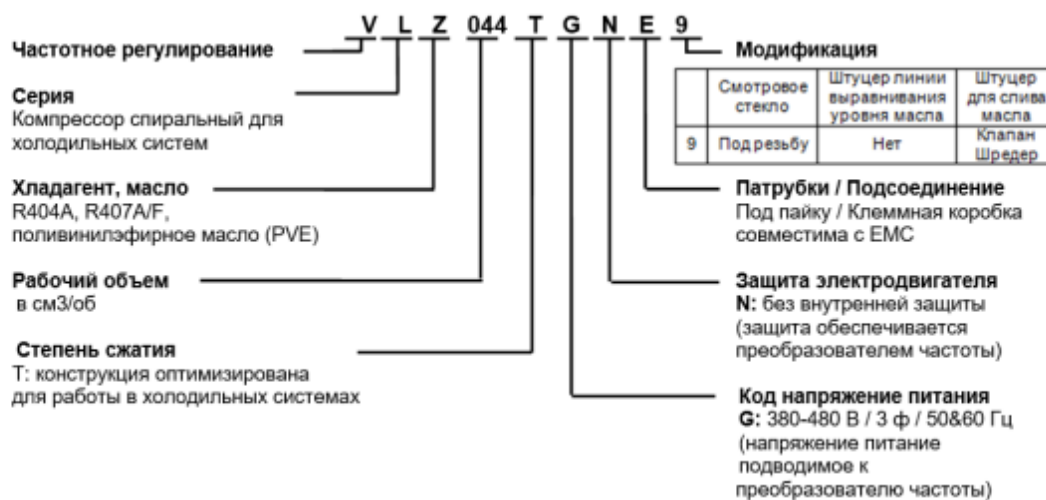 V L Z 044 T G N E 9
Частотное регулирование
Серия
Компрессор спиральный для
холодильных систем
Хладагент, масло
R404A, R407A/F,
поливинилэфирное масло (PVE)
Рабочий объем
в см3/об
Степень сжатия
T: конструкция оптимизирована
для работы в холодильных системах
Модификация
Смотровое
стекло
Штуцер линии
выравнивания
уровня масла
Штуцер
для слива
масла
9
Под резьбу
Нет
Клапан
Шредер
Патрубки / Подсоединение
Под пайку / Клеммная коробка
совместима с EMC
Защита электродвигателя
N: без внутренней защиты
(защита обеспечивается
преобразователем частоты)
Код напряжение питания
G: 380-480 В / 3 ф / 50&60 Гц
(напряжение питание
подводимое к
преобразователю частоты)